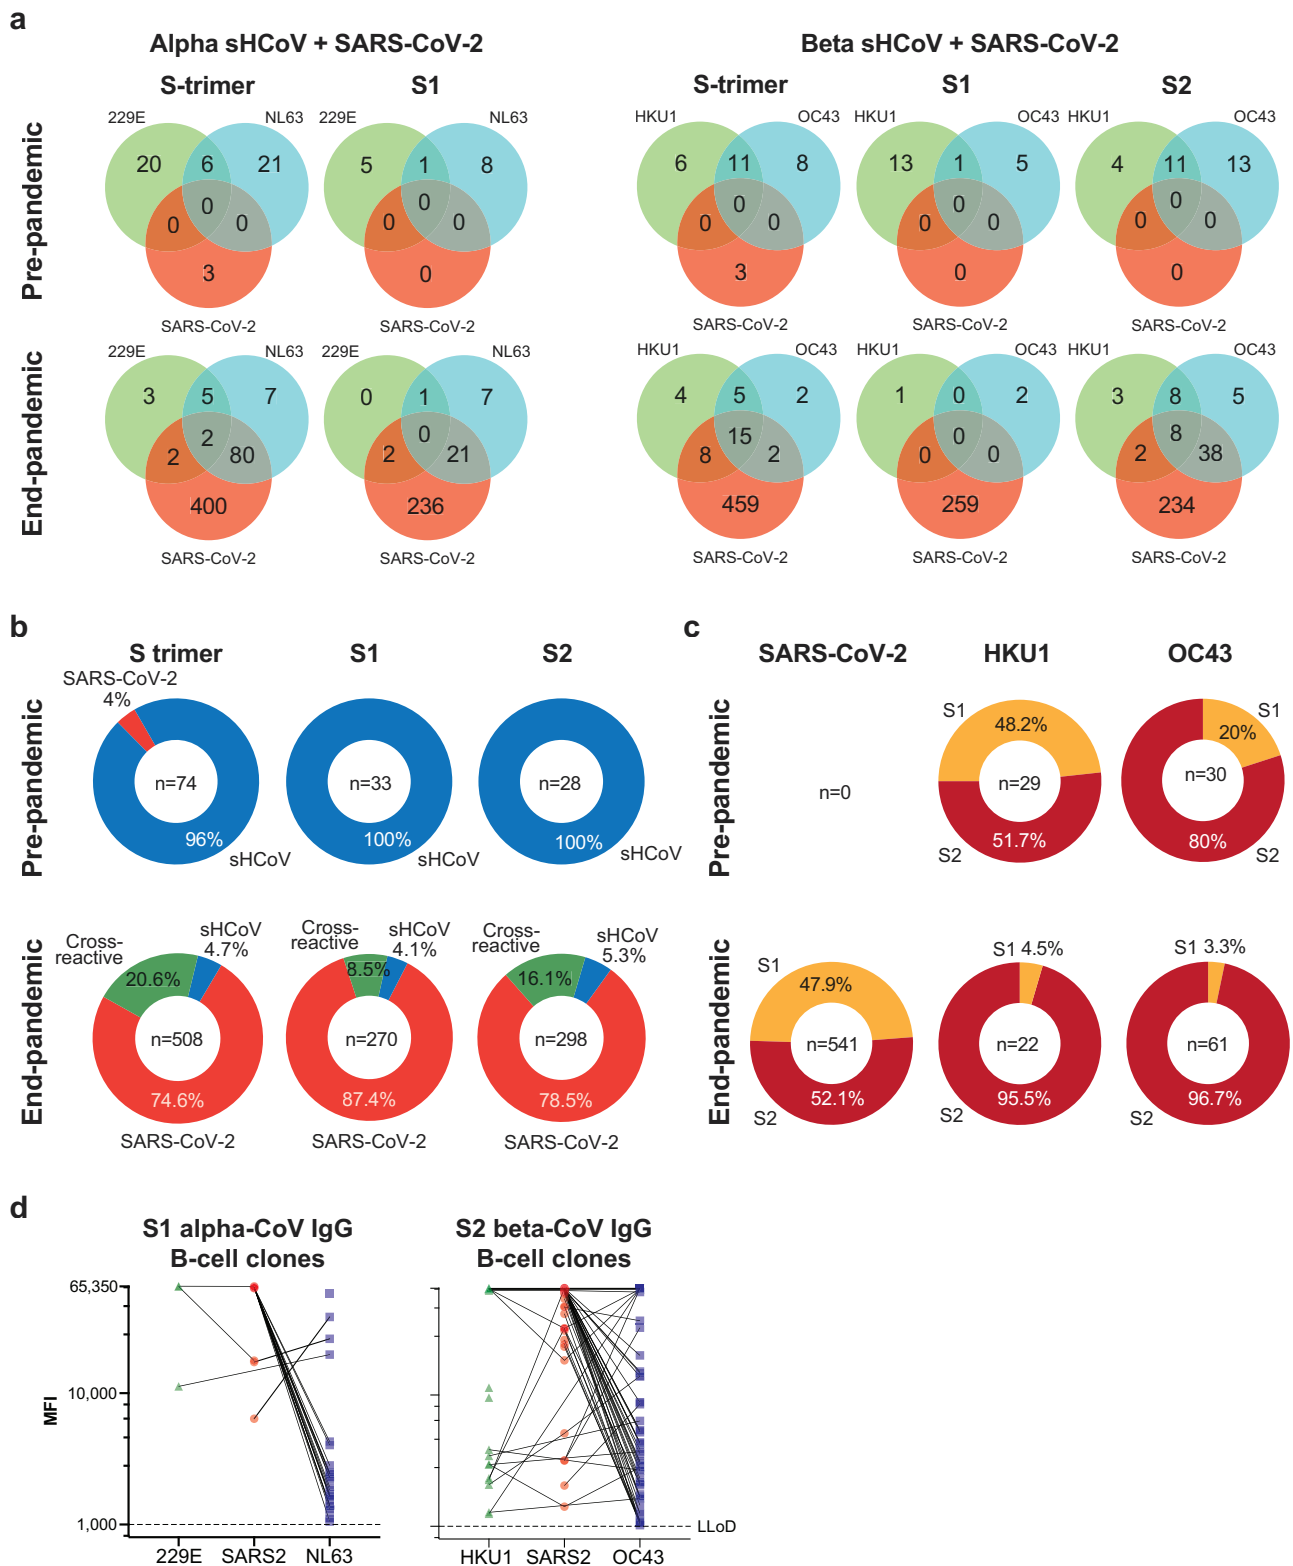 a
Alpha sHCoV + SARS-CoV-2
Beta sHCoV + SARS-CoV-2
S-trimer
S1
S-trimer
S1
S2
Pre-pandemic
229E
NL63
20
6
21
0
0
0
3
SARS-CoV-2
229E
NL63
5
1
8
0
0
0
0
SARS-CoV-2
HKU1
OC43
6
11
8
0
0
0
3
SARS-CoV-2
HKU1
OC43
13
1
5
0
0
0
0
SARS-CoV-2
HKU1
OC43
4
11
13
0
0
0
0
SARS-CoV-2
End-pandemic
229E
NL63
3
5
7
2
2
80
400
SARS-CoV-2
229E
NL63
0
1
7
0
2
21
236
SARS-CoV-2
HKU1
OC43
4
5
2
15
8
2
459
SARS-CoV-2
HKU1
OC43
1
0
2
0
0
0
259
SARS-CoV-2
HKU1
OC43
3
8
5
8
2
38
234
SARS-CoV-2
b
S trimer
S1
S2
Pre-pandemic
SARS-CoV-2
4%
n=74
96%
sHCoV
n=33
100%
sHCoV
n=28
100%
sHCoV
End-pandemic
Cross-
reactive
20.6%
sHCoV
4.7%
n=508
74.6%
SARS-CoV-2
Cross-
reactive
8.5%
sHCoV
4.1%
n=270
87.4%
SARS-CoV-2
Cross-
reactive
16.1%
sHCoV
5.3%
n=298
78.5%
SARS-CoV-2
c
SARS-CoV-2
HKU1
OC43
Pre-pandemic
n=0
S1
48.2%
n=29
51.7%
S2
S1
20%
n=30
80%
S2
End-pandemic
S1
47.9%
n=541
52.1%
S2
S1 4.5%
n=22
95.5%
S2
S1 3.3%
n=61
96.7%
S2
d
S1 alpha-CoV IgG
B-cell clones
S2 beta-CoV IgG
B-cell clones
MFI
65,350
10,000
1,000
229E SARS2 NL63
LLoD
HKU1 SARS2 OC43